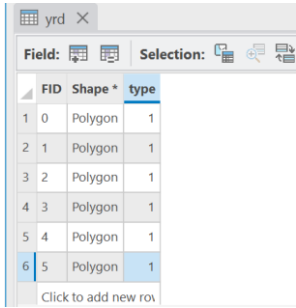 yrd
Field: Selection:
FID Shape * type
1 0 Polygon 1
2 1 Polygon 1
3 2 Polygon 1
4 3 Polygon 1
5 4 Polygon 1
6 5 Polygon 1
Click to add new rov